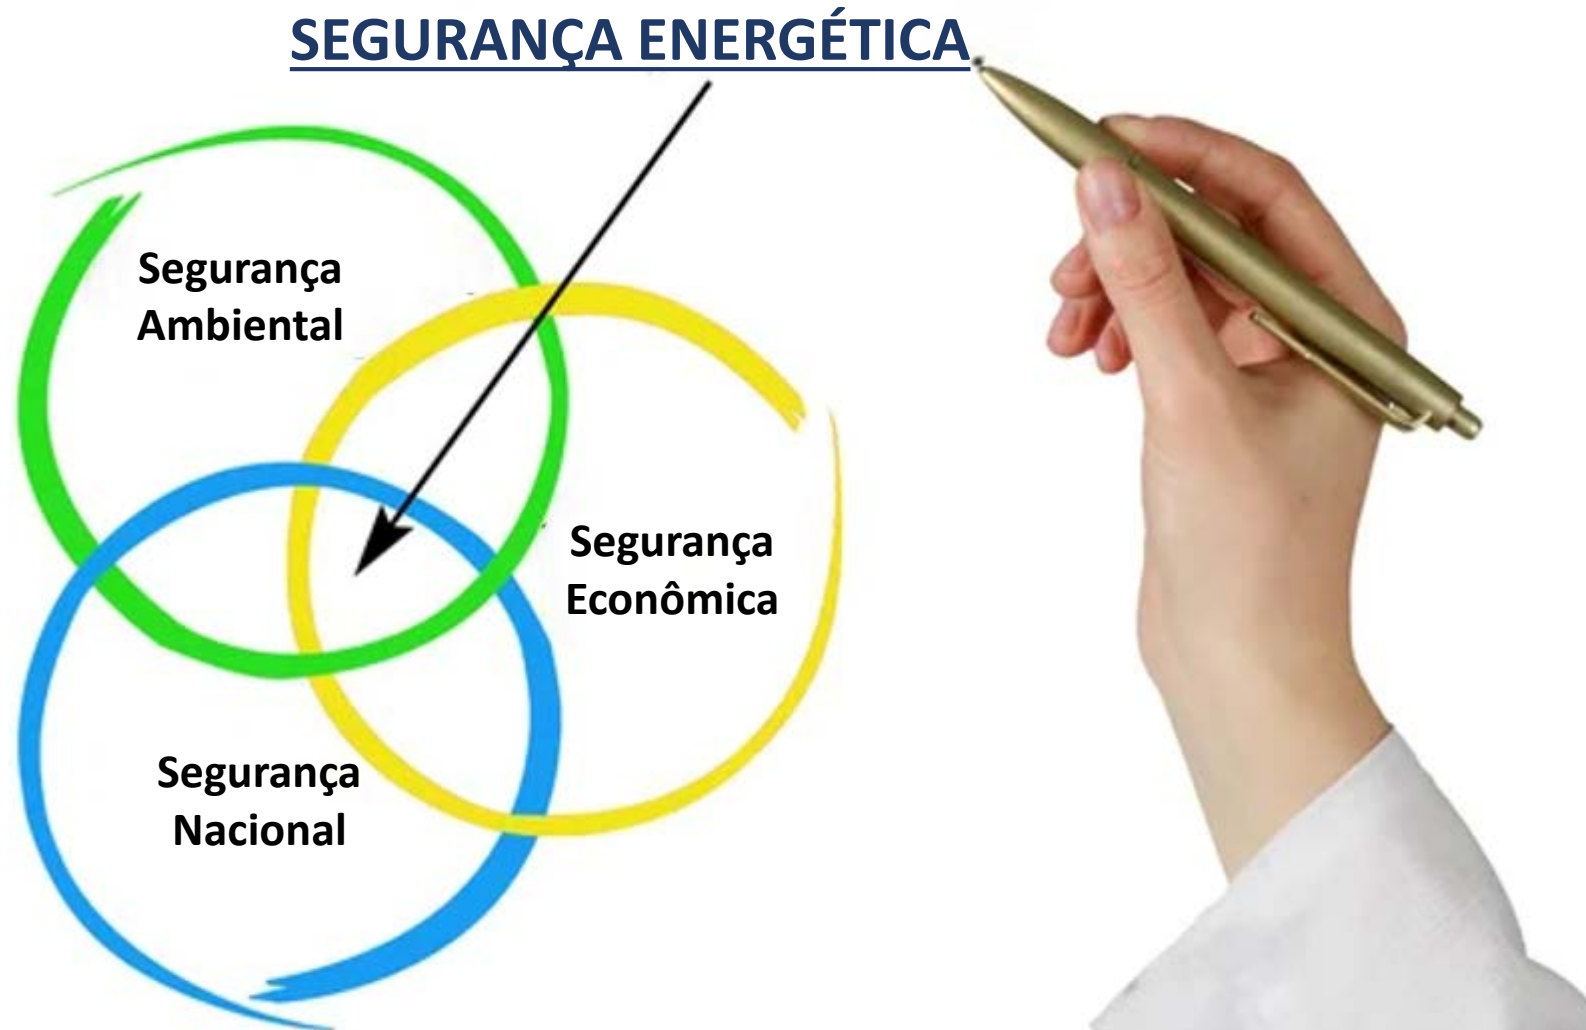 SEGURANÇA ENERGÉTICA
Segurança
Ambiental
Segurança
Econômica
Segurança
Nacional